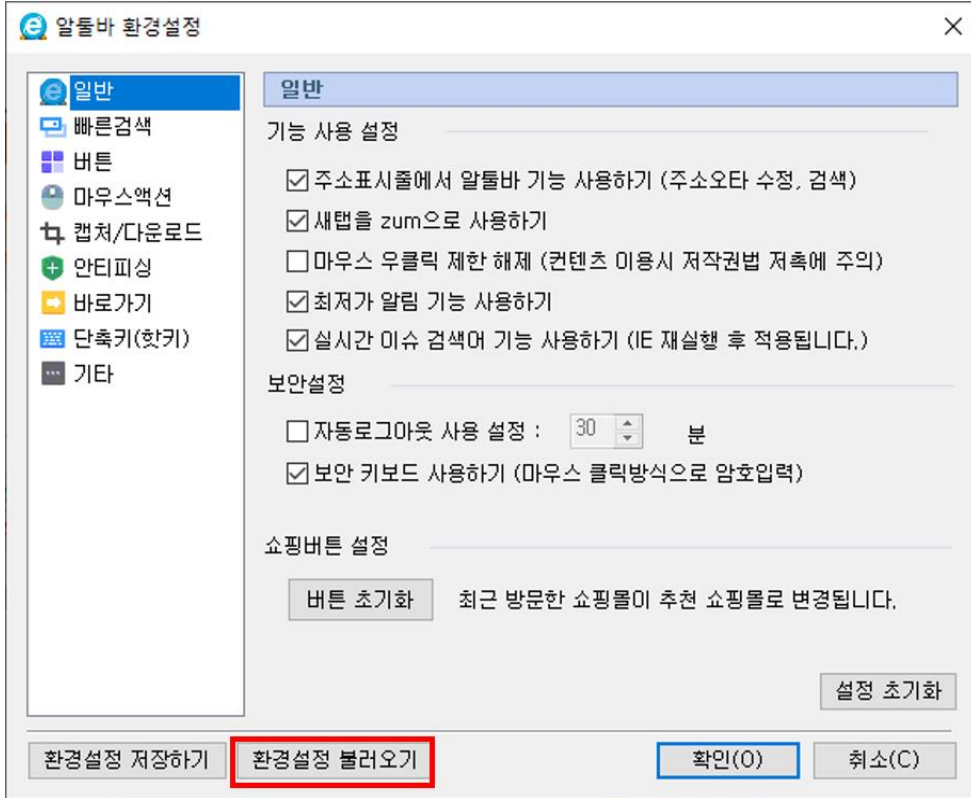 알툴바 환경설정
일반
빠른검색
버튼
마우스액션
캡처/다운로드
안티피싱
바로가기
단축키(핫키)
기타
일반
기능 사용 설정
주소표시줄에서 알툴바 기능 사용하기 (주소오타 수정, 검색)
새탭을 zum으로 사용하기
마우스 우클릭 제한 해제 (컨텐츠 이용시 저작권법 저촉에 주의)
최저가 알림 기능 사용하기
실시간 이슈 검색어 기능 사용하기 (IE 재실행 후 적용됩니다.)
보안설정
자동로그아웃 사용 설정 : 30 분
보안 키보드 사용하기 (마우스 클릭방식으로 암호입력)
쇼핑버튼 설정
버튼 초기화 최근 방문한 쇼핑몰이 추천 쇼핑몰로 변경됩니다.
설정 초기화
환경설정 저장하기 환경설정 불러오기 확인(O) 취소(C)